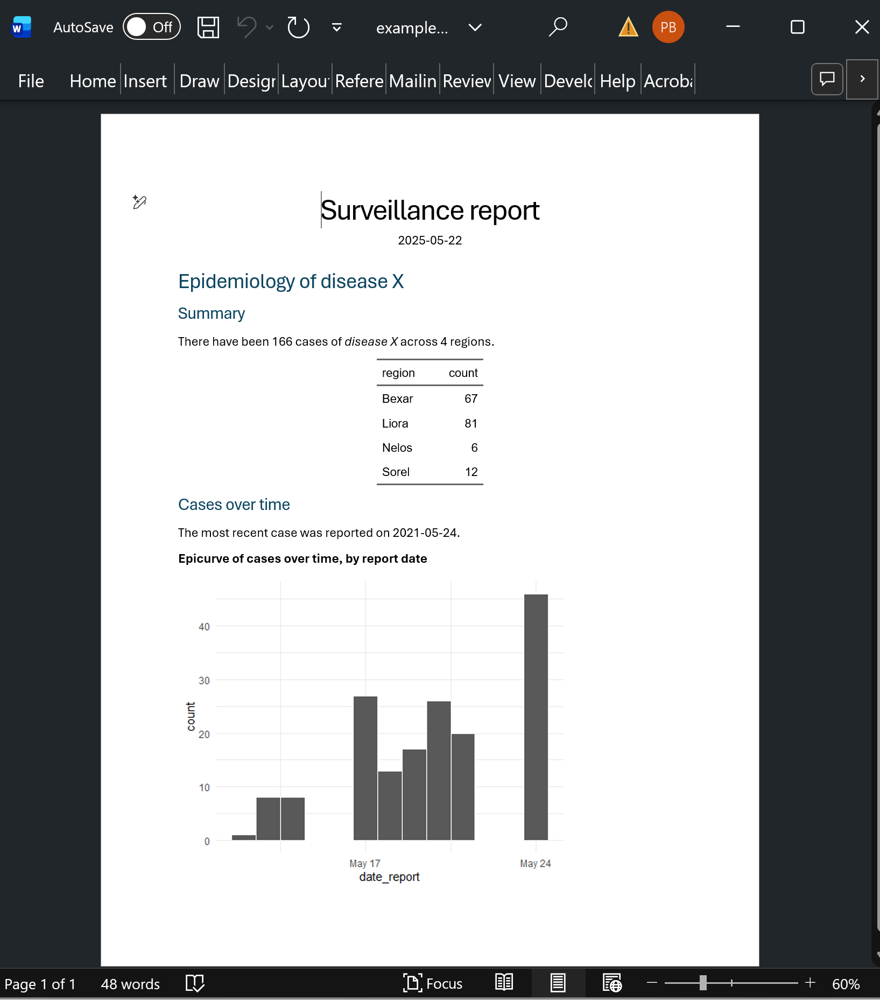 W AutoSave Off example... PB
File Home Insert Draw Desigr Layou Refere Mailin Review View Develc Help Acroba
Surveillance report
2025-05-22
Epidemiology of disease X
Summary
There have been 166 cases of disease X across 4 regions.
region count
Bexar 67
Liora 81
Nelos 6
Sorel 12
Cases over time
The most recent case was reported on 2021-05-24.
Epicurve of cases over time, by report date
40
30
count
20
10
0
May 17 May 24
date_report
Page 1 of 1 48 words Focus 60%